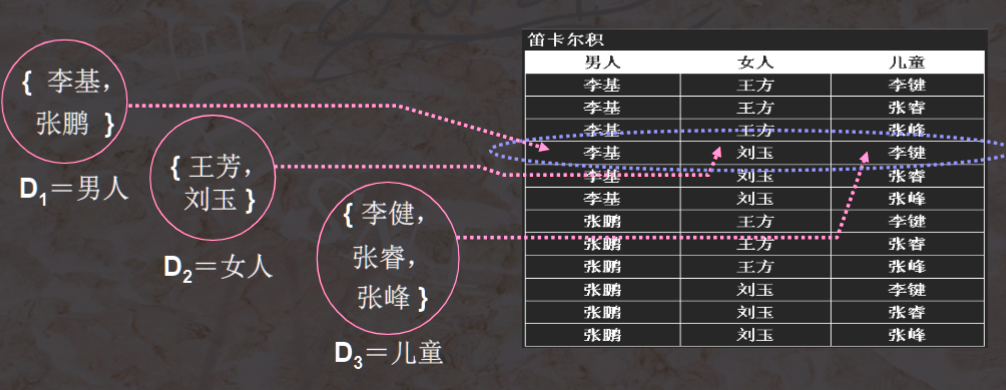 { 李基，
张鹏 }
D1＝男人
{ 王芳，
刘玉 }
D2＝女人
{ 李健，
张睿，
张峰 }
D3＝儿童
笛卡尔积
男人 女人 儿童
李基 王方 李键
李基 王方 张睿
李基 王方 张峰
李基 刘玉 李键
李基 刘玉 张睿
李基 刘玉 张峰
张鹏 王方 李键
张鹏 王方 张睿
张鹏 王方 张峰
张鹏 刘玉 李键
张鹏 刘玉 张睿
张鹏 刘玉 张峰